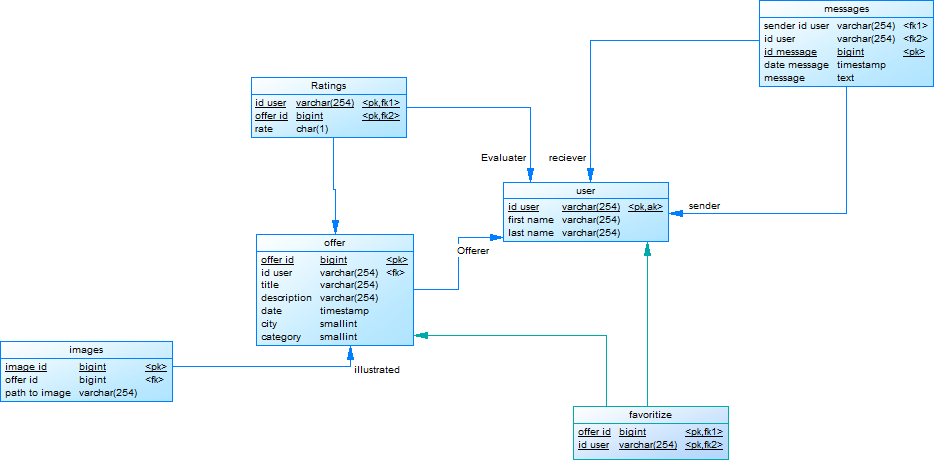 messages
sender id user varchar(254) <fk1>
id user varchar(254) <fk2>
id message bigint <pk>
date message timestamp
message text
Ratings
id user varchar(254) <pk,fk1>
offer id bigint <pk,fk2>
rate char(1)
Evaluater
reciever
user
id user varchar(254) <pk,ak>
first name varchar(254)
last name varchar(254)
sender
Offerer
offer
offer id bigint <pk>
id user varchar(254) <fk>
title varchar(254)
description varchar(254)
date timestamp
city smallint
category smallint
images
image id bigint <pk>
offer id bigint <fk>
path to image varchar(254)
illustrated
favoritize
offer id bigint <pk,fk1>
id user varchar(254) <pk,fk2>